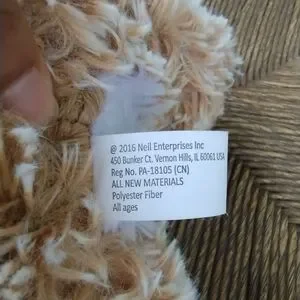 @ 2016 Neil Enterprises Inc
450 Bunker Ct. Vernon Hills, IL 60061 USA
Reg No. PA-18105 (CN)
ALL NEW MATERIALS
Polyester Fiber
All ages